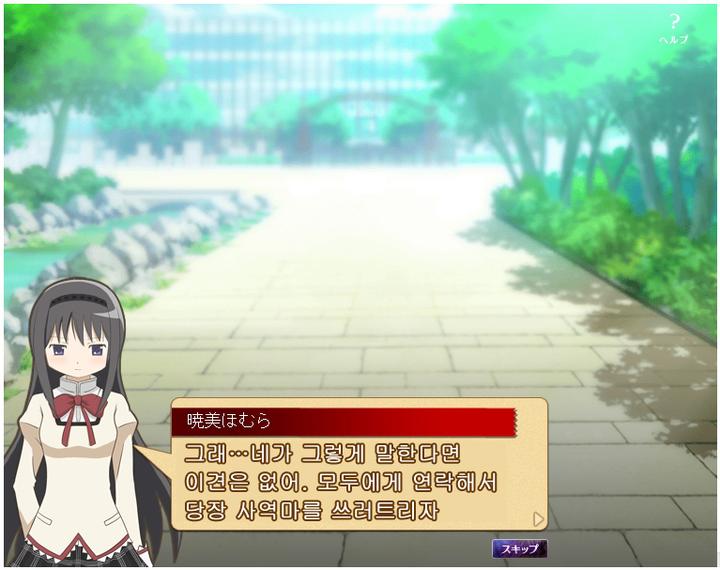 ?
ヘルプ
暁美ほむら
그래…네가 그렇게 말한다면
이견은 없어. 모두에게 연락해서
당장 사역마를 쓰러트리자
スキップ